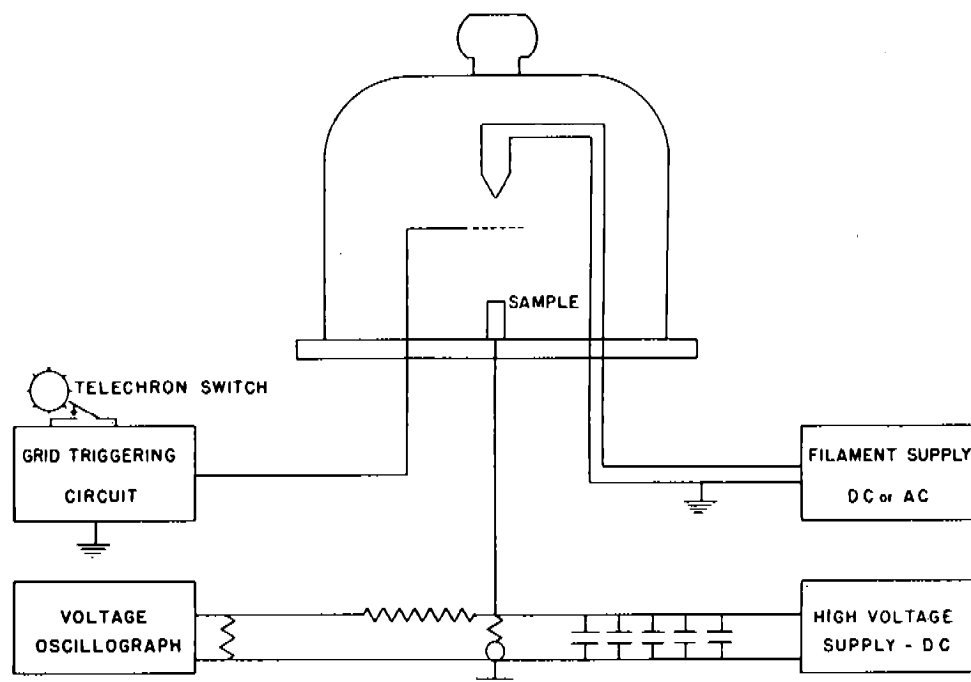 SAMPLE
TELECHRON SWITCH
GRID TRIGGERING
CIRCUIT
FILAMENT SUPPLY
DC or AC
VOLTAGE
OSCILLOGRAPH
HIGH VOLTAGE
SUPPLY - DC